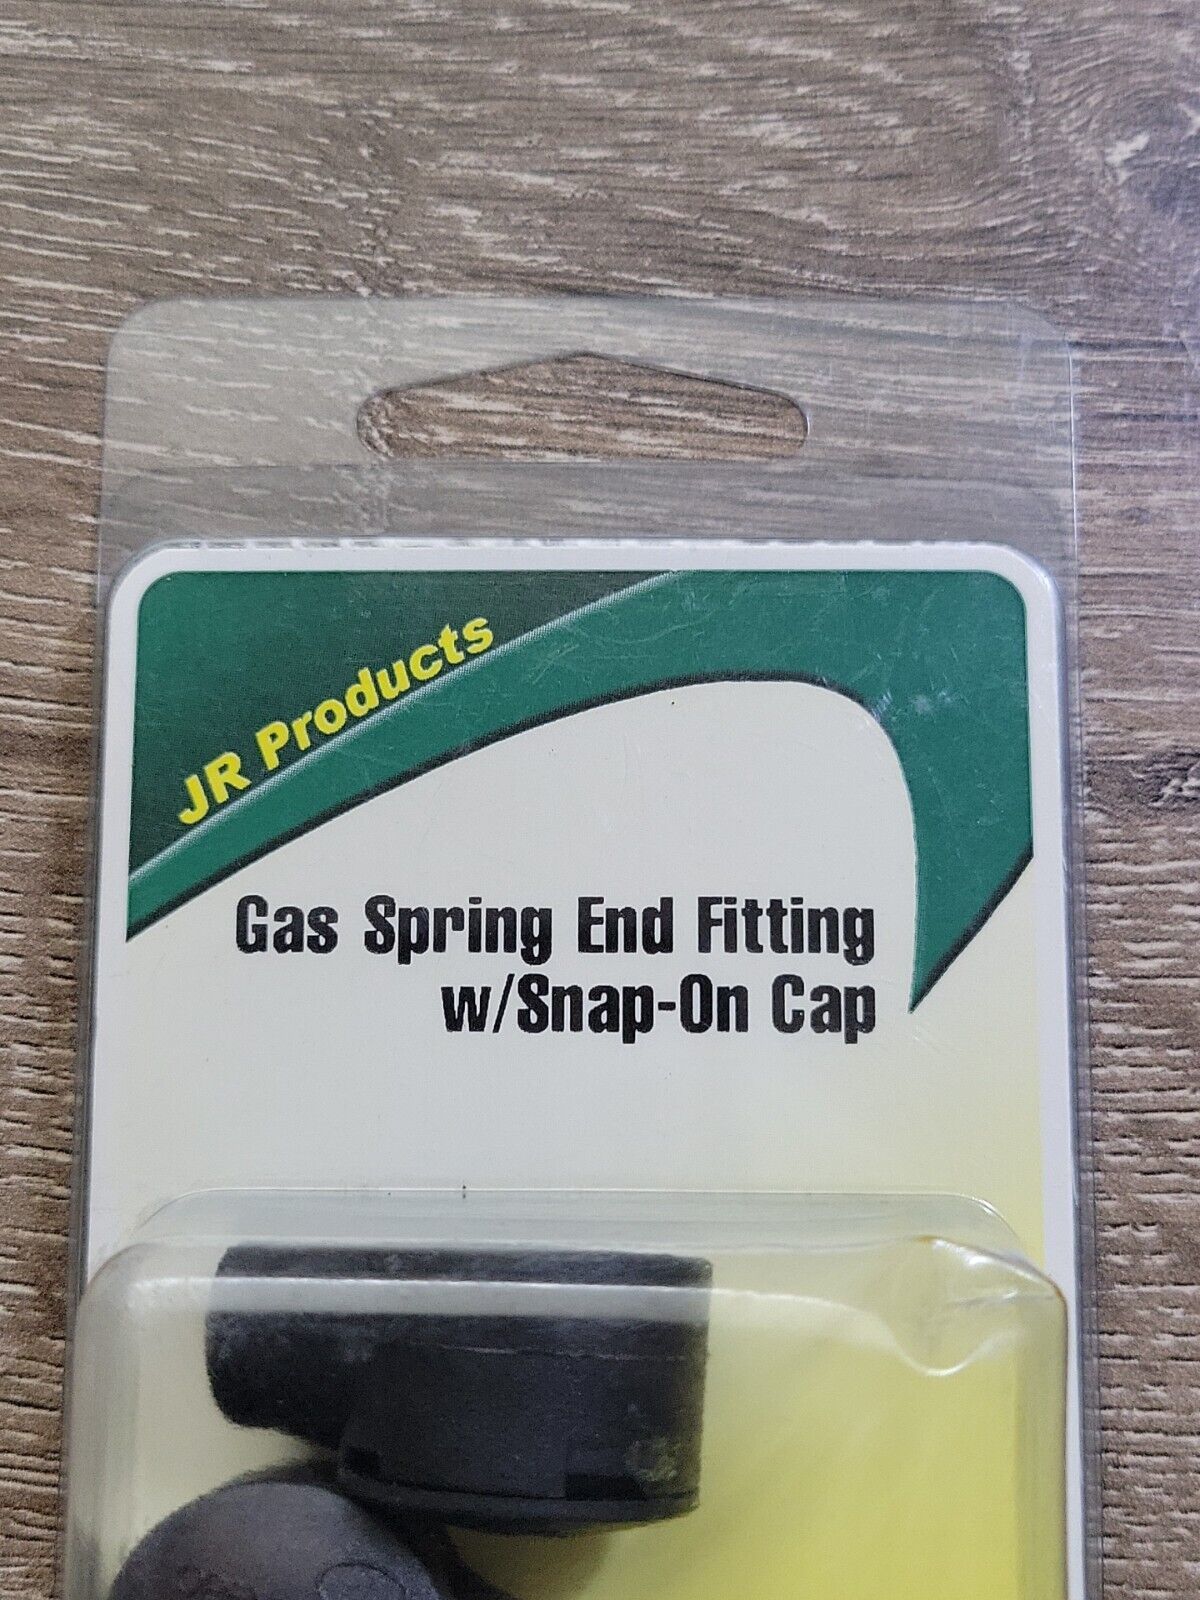 JR Products
Gas Spring End Fitting
w/Snap-On Cap